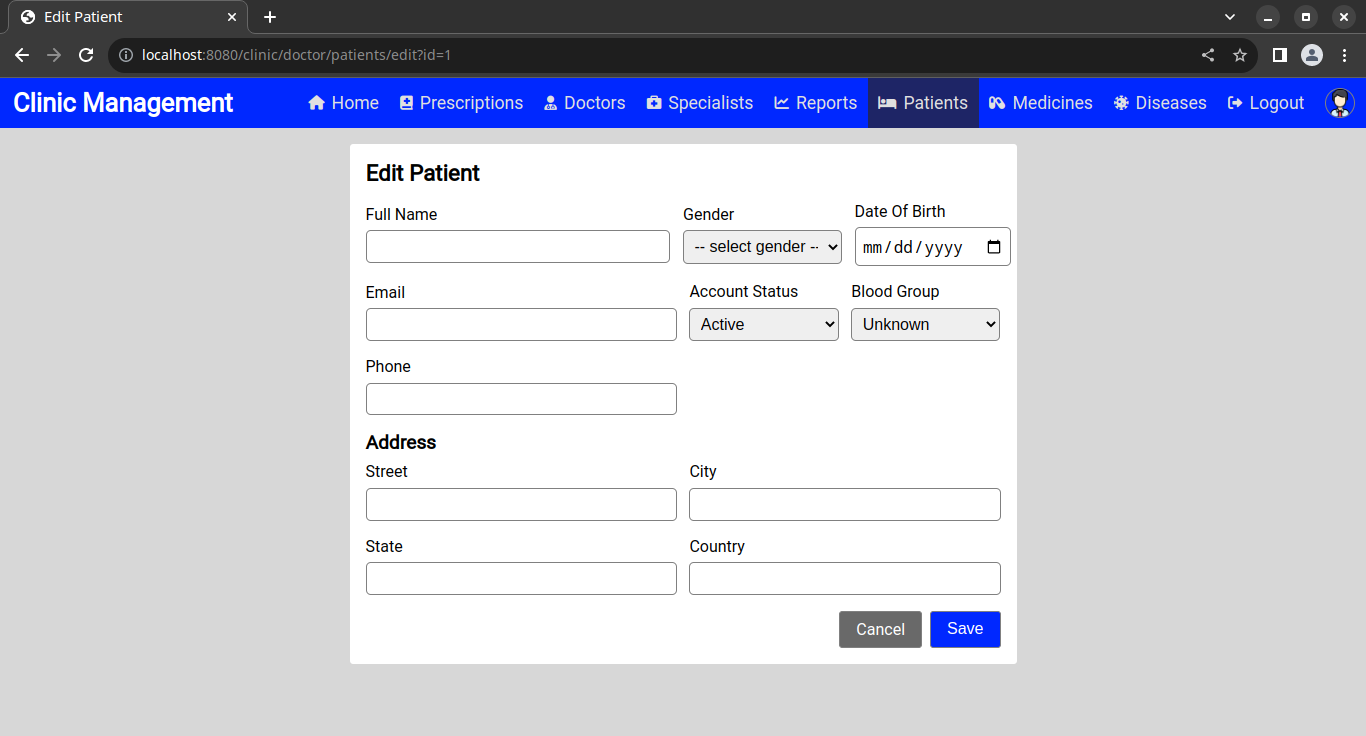 Edit Patient
localhost:8080/clinic/doctor/patients/edit?id=1
Clinic Management Home Prescriptions Doctors Specialists Reports Patients Medicines Diseases Logout
Edit Patient
Full Name Gender Date Of Birth
-- select gender -- mm/dd/yyyy
Email Account Status Blood Group
Active Unknown
Phone
Address
Street City
State Country
Cancel Save